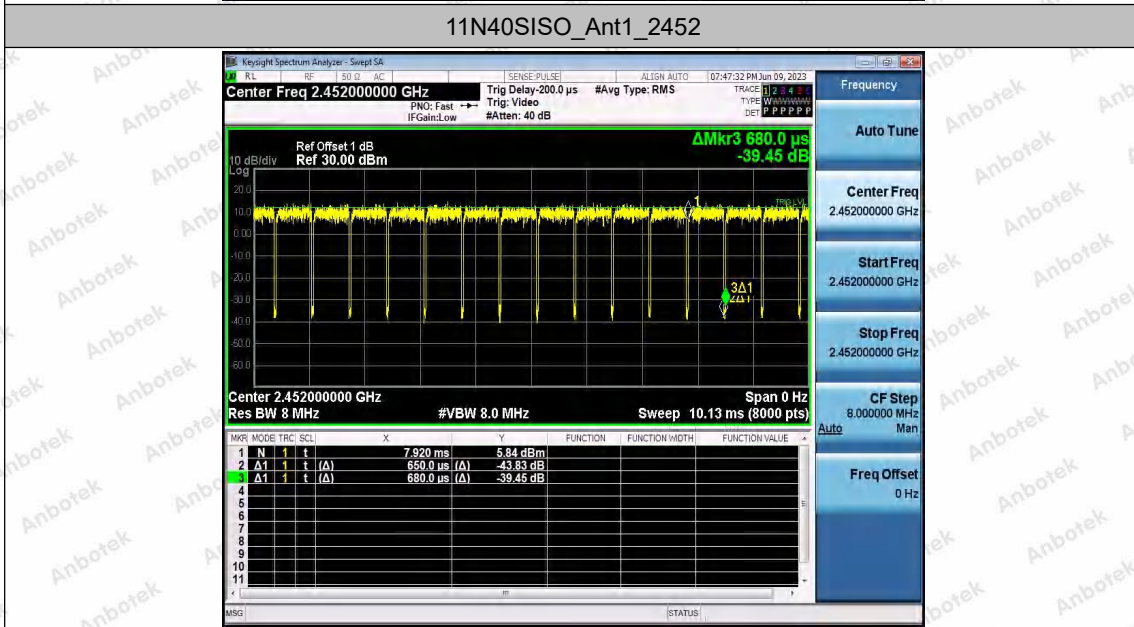 11N40SISO_Ant1_2452
Keysight Spectrum Analyzer - Swept SA
RL RF 50 Ω AC SENSE:PULSE ALIGN AUTO 07:47:32 PM Jun 09, 2023
Center Freq 2.452000000 GHz
PNO: Fast
IFGain:Low
Trig Delay-200.0 µs
Trig: Video
#Atten: 40 dB
#Avg Type: RMS
TRACE 1 2 3 4 5 6
TYPE WWWWWW
DET P P P P P P
ΔMkr3 680.0 µs
-39.45 dB
Ref Offset 1 dB
10 dB/div Ref 30.00 dBm
Log
20.0
10.0
0.00
-10.0
-20.0
-30.0
-40.0
-50.0
-60.0
1
TRIG LVL
3Δ1
2Δ1
Center 2.452000000 GHz Span 0 Hz
Res BW 8 MHz #VBW 8.0 MHz Sweep 10.13 ms (8000 pts)
MKR MODE TRC SCL X Y FUNCTION FUNCTION WIDTH FUNCTION VALUE
1 N 1 t 7.920 ms 5.84 dBm
2 Δ1 1 t (Δ) 650.0 µs (Δ) -43.83 dB
3 Δ1 1 t (Δ) 680.0 µs (Δ) -39.45 dB
4
5
6
7
8
9
10
11
MSG STATUS
Frequency
Auto Tune
Center Freq
2.452000000 GHz
Start Freq
2.452000000 GHz
Stop Freq
2.452000000 GHz
CF Step
8.000000 MHz
Auto Man
Freq Offset
0 Hz
Anbotek